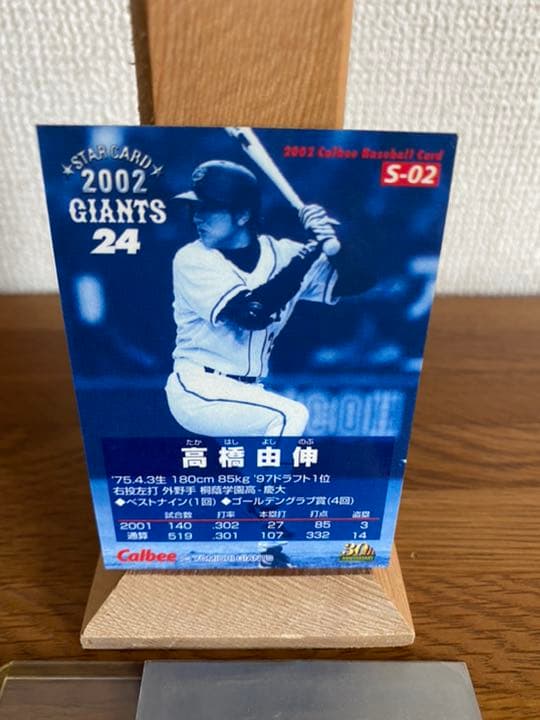 STAR CARD
2002
GIANTS
24
2002 Calbee Baseball Card
S-02
たか はし よし のぶ
高橋由伸
'75.4.3生 180cm 85kg '97ドラフト1位
右投左打 外野手 桐蔭学園高-慶大
◆ベストナイン(1回) ◆ゴールデングラブ賞(4回)
試合数 打率 本塁打 打点 盗塁
2001 140 .302 27 85 3
通算 519 .301 107 332 14
Calbee
30th
ANNIVERSARY